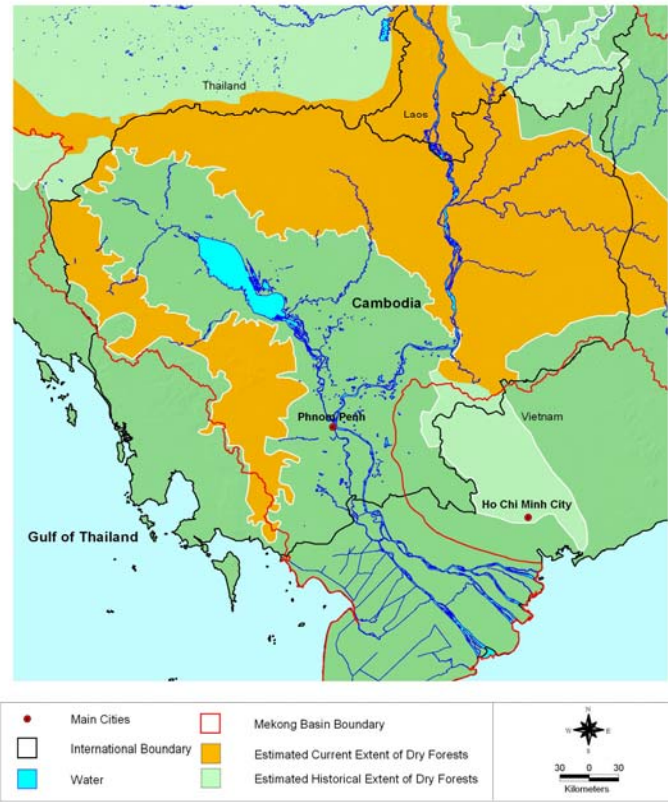 Thailand
Laos
Cambodia
Phnom Penh
Vietnam
Ho Chi Minh City
Gulf of Thailand
Main Cities
International Boundary
Water
Mekong Basin Boundary
Estimated Current Extent of Dry Forests
Estimated Historical Extent of Dry Forests
N
W E
S
30 0 30
Kilometers